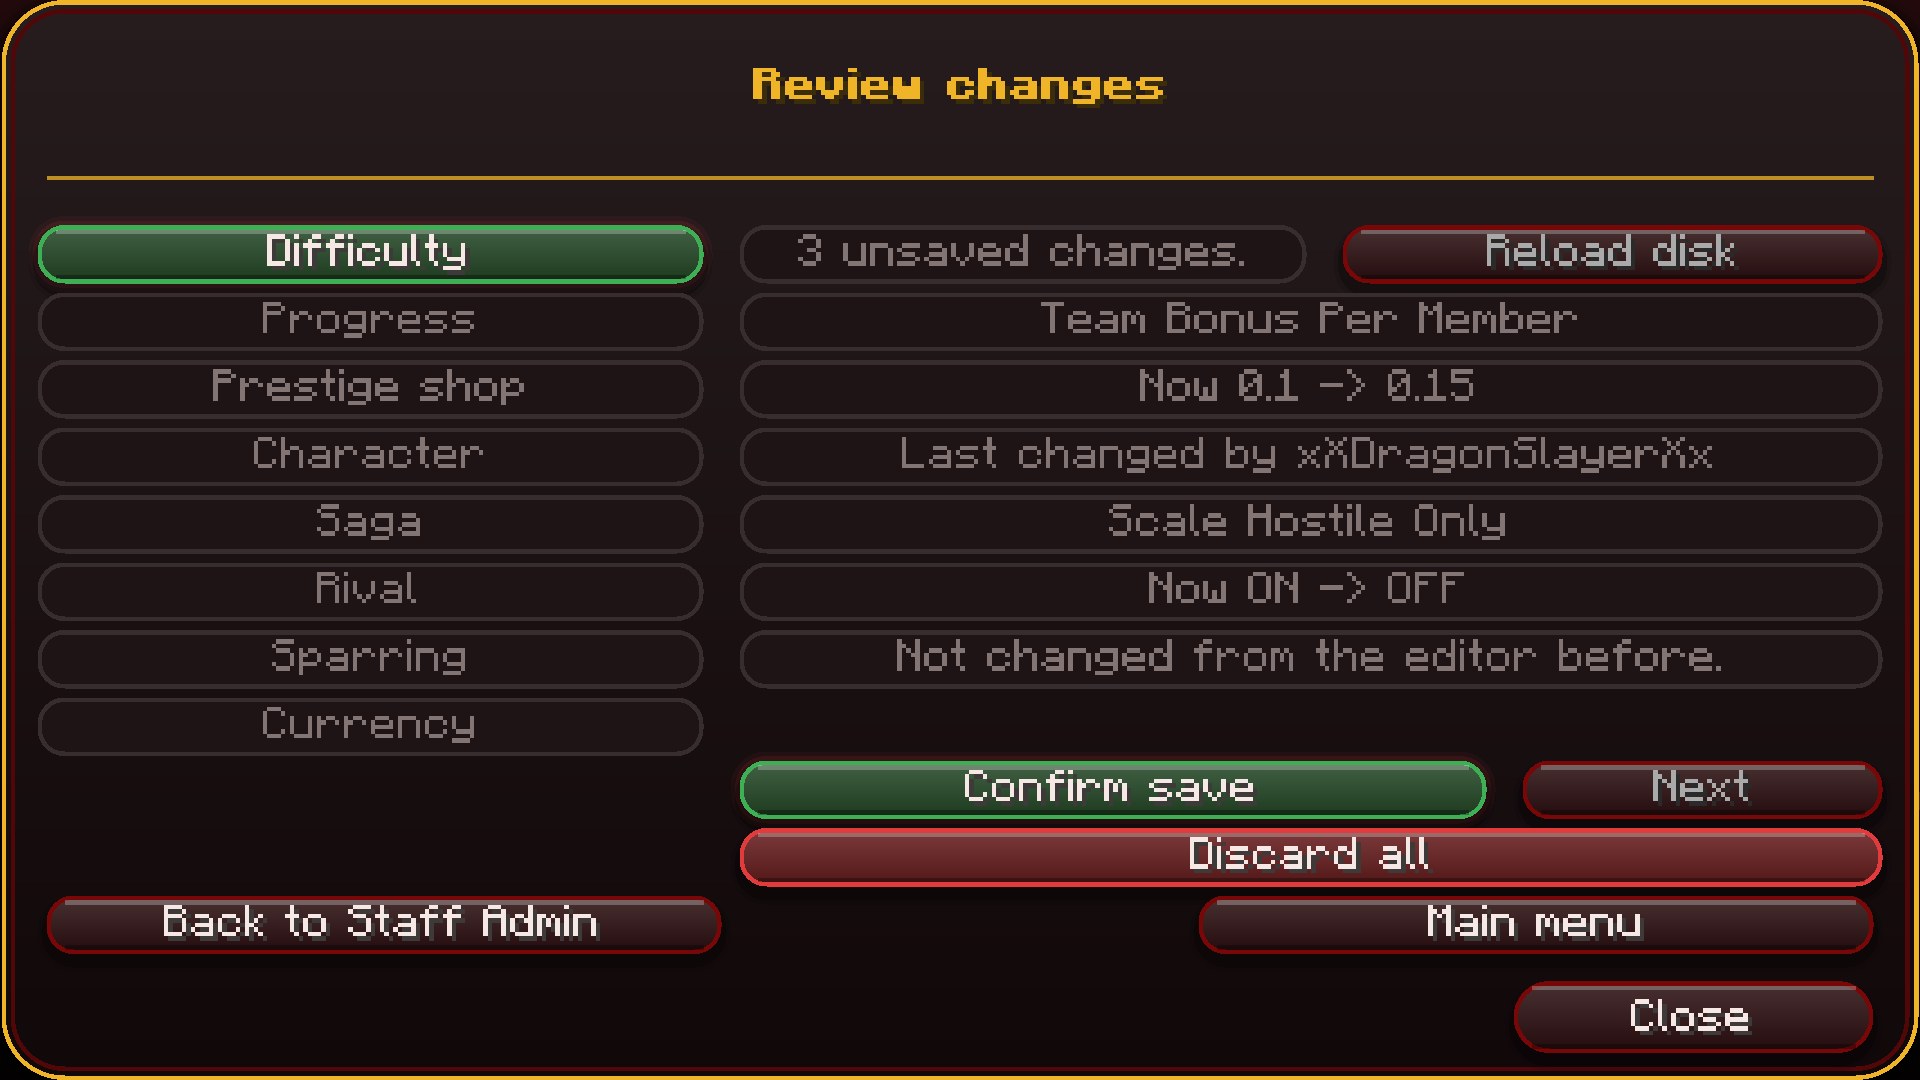 Review changes
Difficulty
Progress
Prestige shop
Character
Saga
Rival
Sparring
Currency
3 unsaved changes.
Reload disk
Team Bonus Per Member
Now 0.1 -> 0.15
Last changed by xXDragonSlayerXx
Scale Hostile Only
Now ON -> OFF
Not changed from the editor before.
Confirm save
Next
Discard all
Back to Staff Admin
Main menu
Close